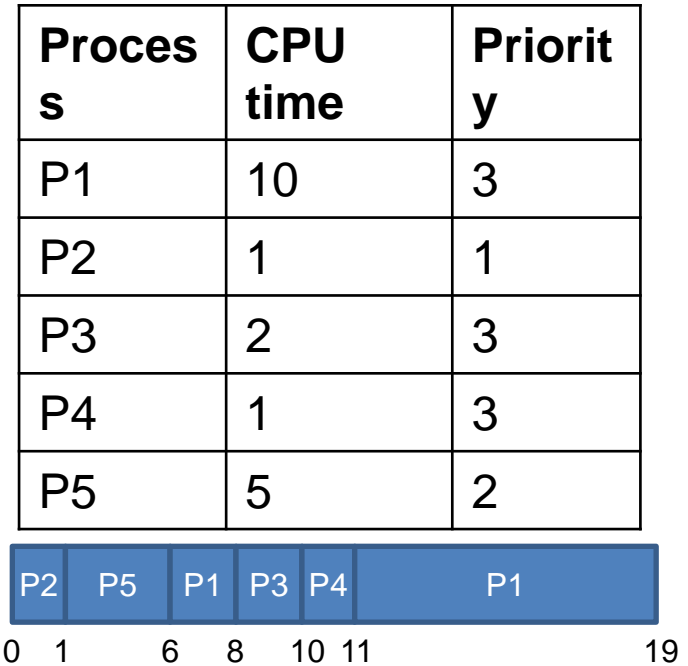 Proces
s
CPU
time
Priorit
y
P1 10 3
P2 1 1
P3 2 3
P4 1 3
P5 5 2
P2 P5 P1 P3 P4 P1
0 1 6 8 10 11 19